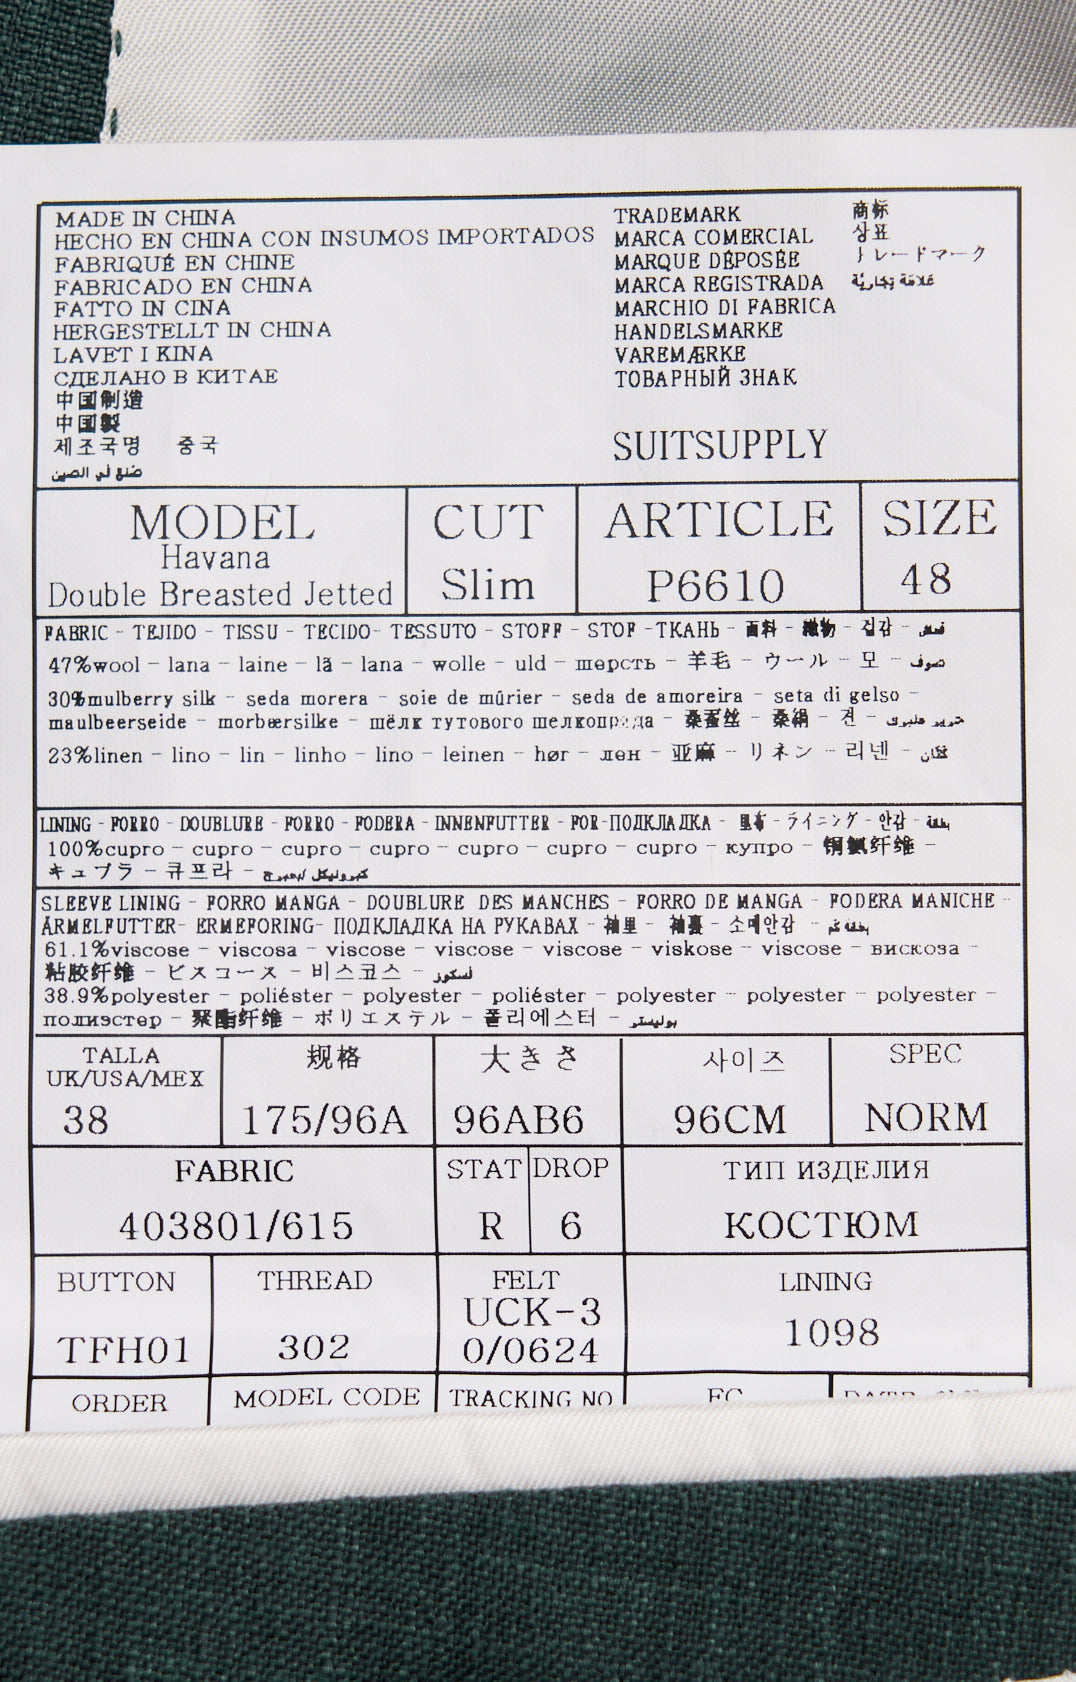 MADE IN CHINA
HECHO EN CHINA CON INSUMOS IMPORTADOS
FABRIQUÉ EN CHINE
FABRICADO EN CHINA
FATTO IN CINA
HERGESTELLT IN CHINA
LAVET I KINA
СДЕЛАНО В КИТАЕ
中国制造
中国製
제조국명 중국
صنع في الصين
TRADEMARK 商标
MARCA COMERCIAL 상표
MARQUE DÉPOSÉE トレードマーク
MARCA REGISTRADA علامة تجارية
MARCHIO DI FABRICA
HANDELSMARKE
VAREMÆRKE
ТОВАРНЫЙ ЗНАК
SUITSUPPLY
MODEL
Havana
Double Breasted Jetted
CUT
Slim
ARTICLE
P6610
SIZE
48
FABRIC - TEJIDO - TISSU - TECIDO- TESSUTO - STOFF - STOF -ТКАНЬ - 面料 - 織物 - 겉감 - قماش
47%wool - lana - laine - lã - lana - wolle - uld - шерсть - 羊毛 - ウール - 모 - صوف
30%mulberry silk - seda morera - soie de mûrier - seda de amoreira - seta di gelso -
maulbeerseide - morbærsilke - шёлк тутового - 桑蚕丝 - 桑絹 - 견 -
23%linen - lino - lin - linho - lino - leinen - hør - лен - 亚麻 - リネン - 리넨 - كتان
LINING - FORRO - DOUBLURE - FORRO - FODERA - INNENFUTTER - FOR-ПОДКЛАДКА - 里布 - ライニング - 안감 - بطانة
100%cupro - cupro - cupro - cupro - cupro - cupro - cupro - купро - 铜氨纤维 -
キュプラ - 큐프라 -
SLEEVE LINING - FORRO MANGA - DOUBLURE DES MANCHES - FORRO DE MANGA - FODERA MANICHE -
ÄRMELFUTTER- ERMEFORING- ПОДКЛАДКА НА РУКАВАХ - 袖里 - 袖裏 - 소매안감 - بطانة كم
61.1%viscose - viscosa - viscose - viscose - viscose - viskose - viscose - вискоза -
粘胶纤维 - ビスコース - 비스코스 - فسكوز
38.9%polyester - poliéster - polyester - poliéster - polyester - polyester - polyester -
полиэстер - 聚酯纤维 - ポリエステル - 폴리에스터 - بوليستر
TALLA
UK/USA/MEX
38
规格
175/96A
大きさ
96AB6
사이즈
96CM
SPEC
NORM
FABRIC
403801/615
STAT
R
DROP
6
ТИП ИЗДЕЛИЯ
КОСТЮМ
BUTTON
TFH01
THREAD
302
FELT
UCK-3
0/0624
LINING
1098
ORDER
MODEL CODE
TRACKING NO